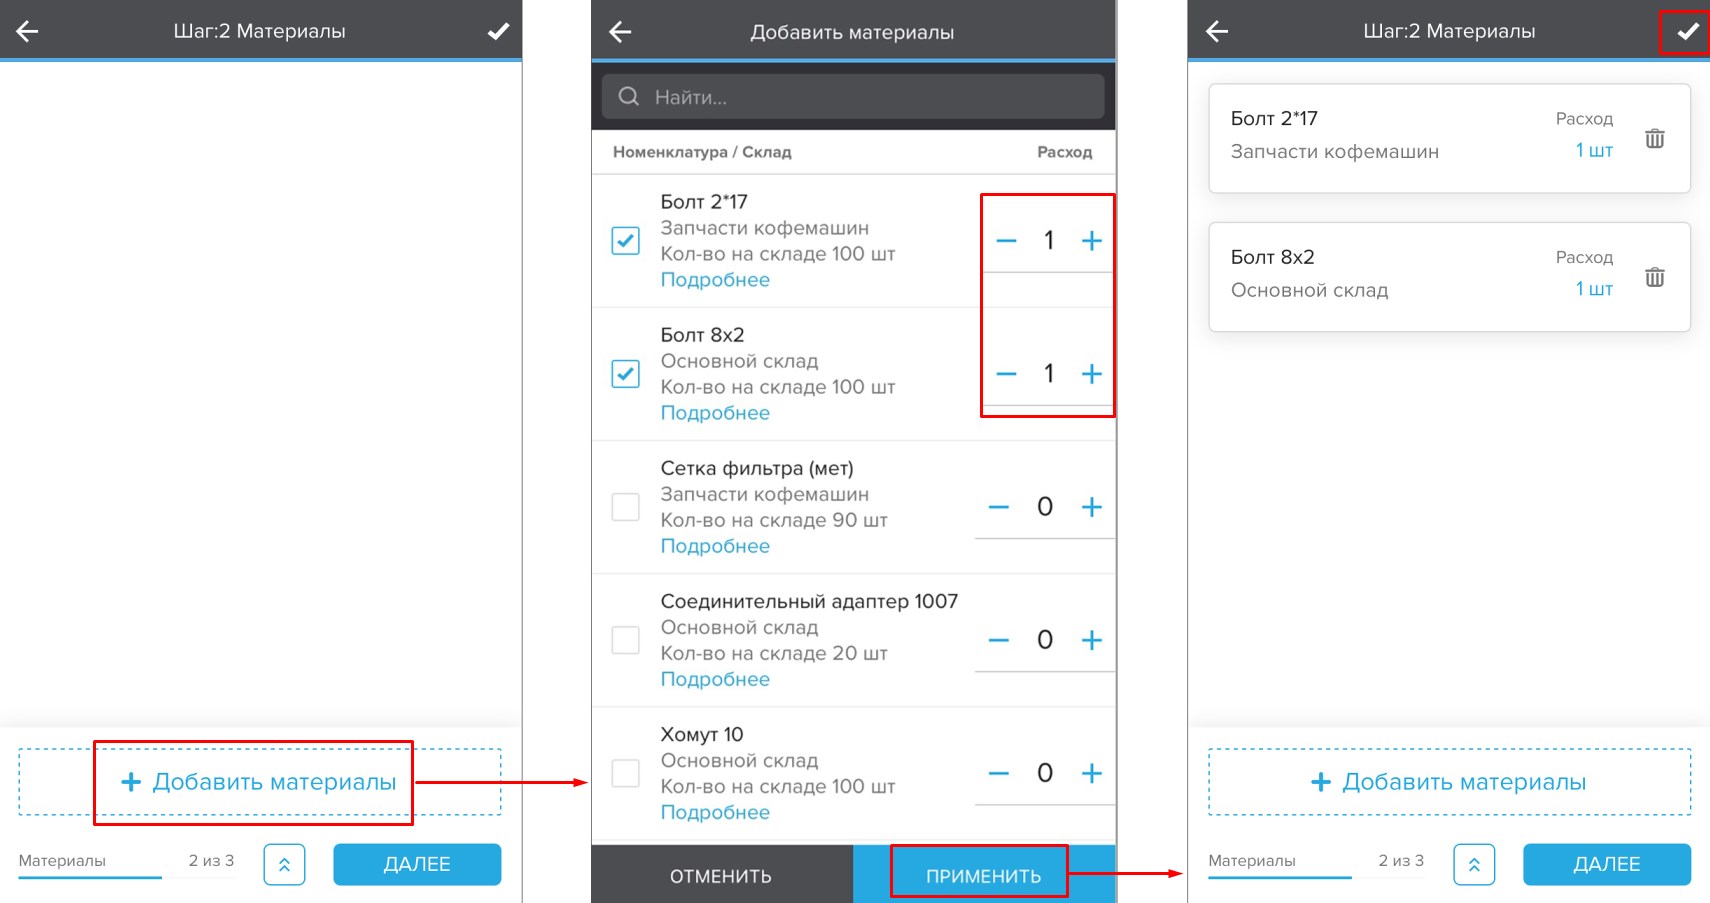 Шаг:2 Материалы
+ Добавить материалы
Материалы 2 из 3
ДАЛЕЕ
Добавить материалы
Найти...
Номенклатура / Склад Расход
Болт 2*17
Запчасти кофемашин
Кол-во на складе 100 шт
Подробнее
− 1 +
Болт 8x2
Основной склад
Кол-во на складе 100 шт
Подробнее
− 1 +
Сетка фильтра (мет)
Запчасти кофемашин
Кол-во на складе 90 шт
Подробнее
− 0 +
Соединительный адаптер 1007
Основной склад
Кол-во на складе 20 шт
Подробнее
− 0 +
Хомут 10
Основной склад
Кол-во на складе 100 шт
Подробнее
− 0 +
ОТМЕНИТЬ ПРИМЕНИТЬ
Шаг:2 Материалы
Болт 2*17 Расход
Запчасти кофемашин 1 шт
Болт 8x2 Расход
Основной склад 1 шт
+ Добавить материалы
Материалы 2 из 3
ДАЛЕЕ